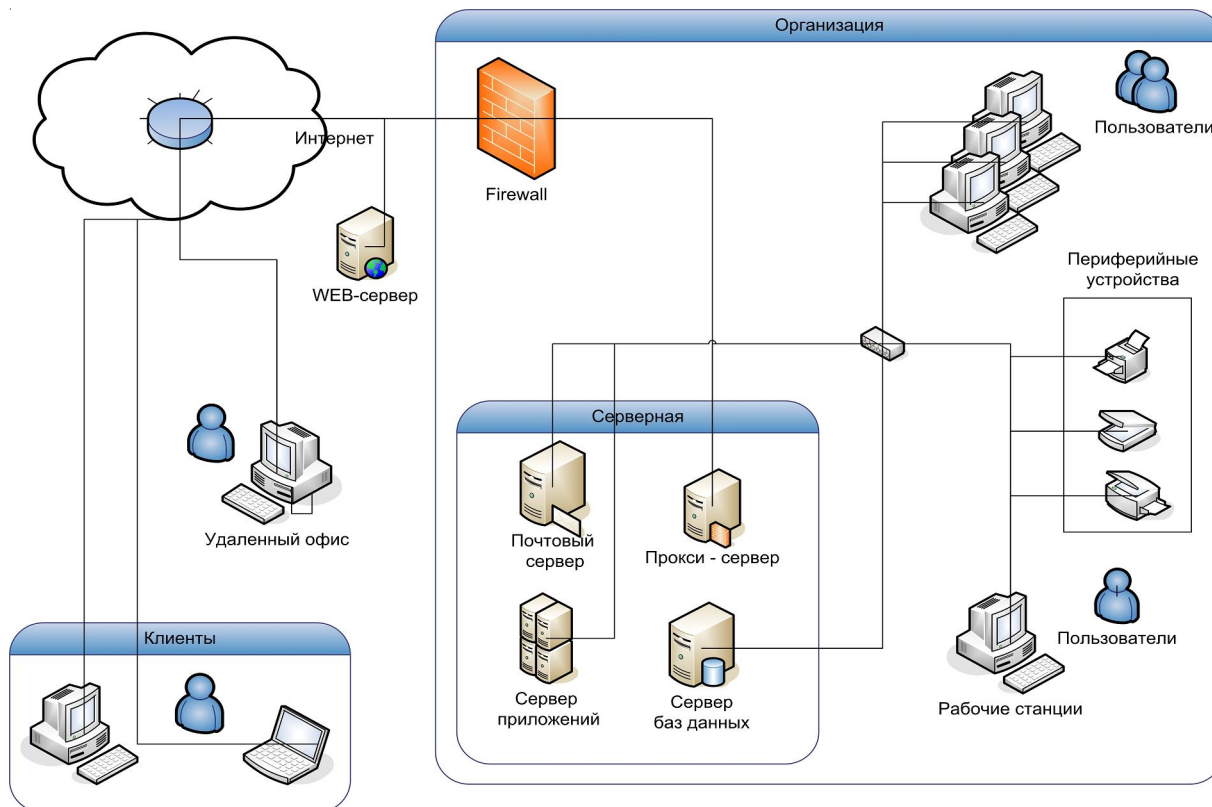 Организация
Интернет
Firewall
Пользователи
WEB-сервер
Периферийные
устройства
Серверная
Удаленный офис
Почтовый
сервер
Прокси - сервер
Клиенты
Пользователи
Сервер
приложений
Сервер
баз данных
Рабочие станции